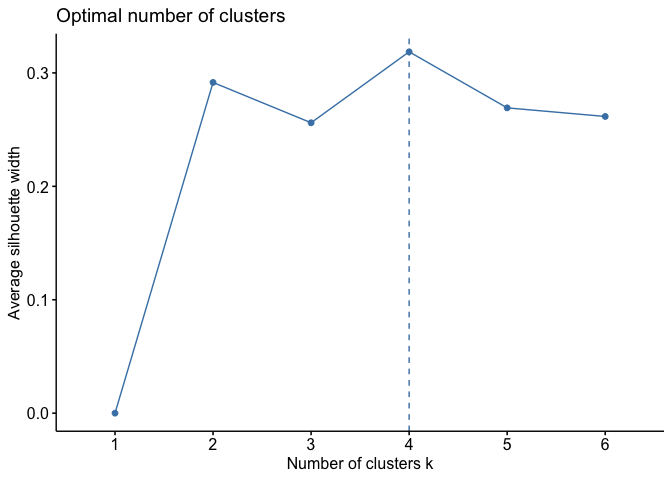 Optimal number of clusters
Average silhouette width
0.3
0.2
0.1
0.0
1 2 3 4 5 6
Number of clusters k